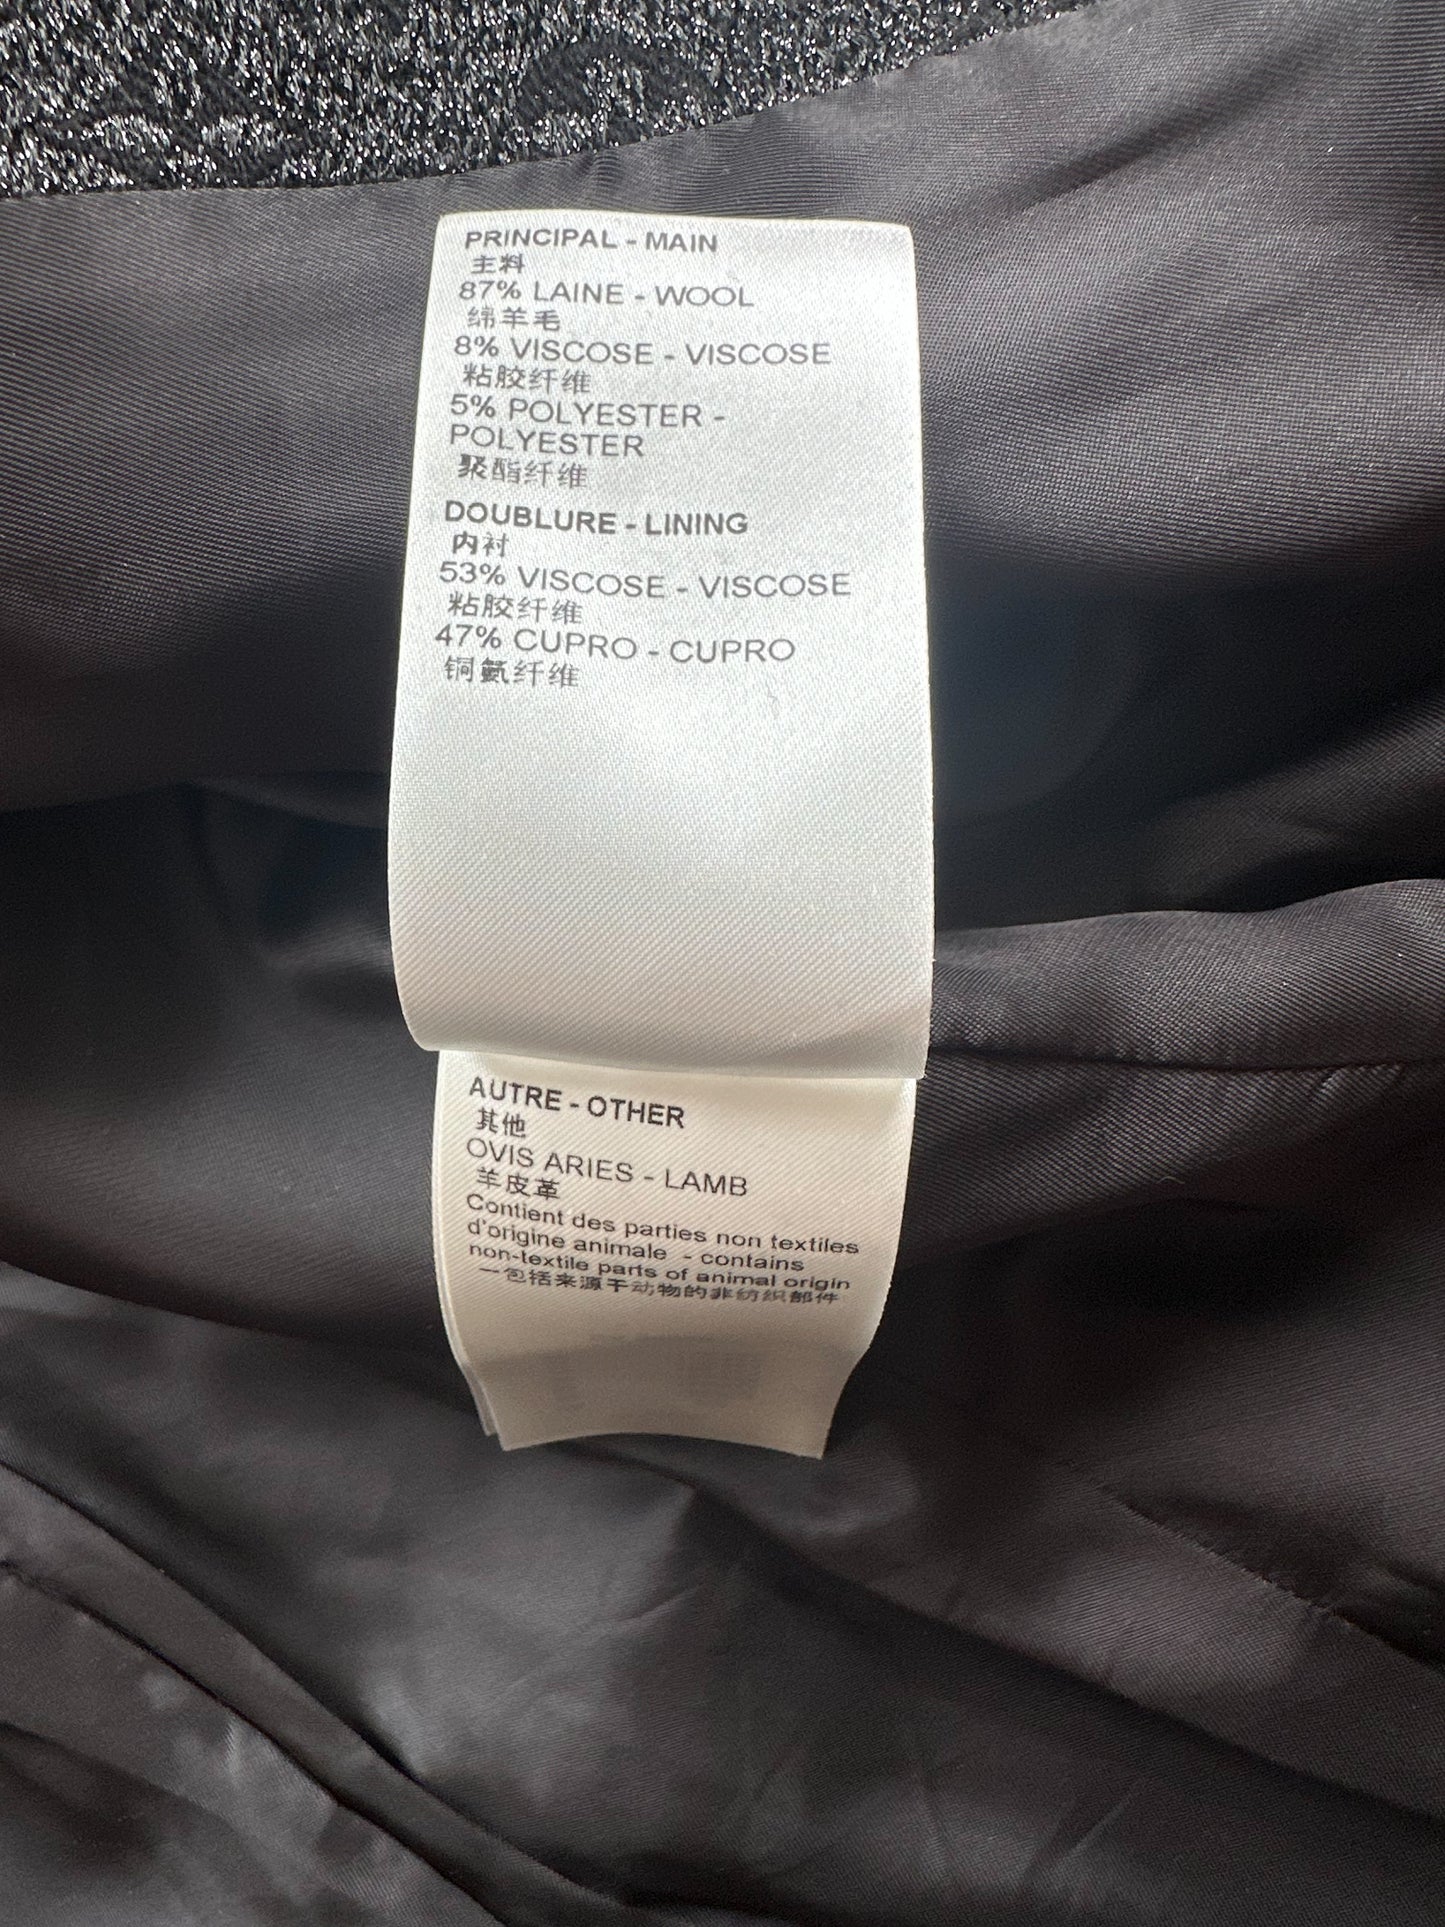 PRINCIPAL - MAIN
主料
87% LAINE - WOOL
绵羊毛
8% VISCOSE - VISCOSE
粘胶纤维
5% POLYESTER -
POLYESTER
聚酯纤维
DOUBLURE - LINING
内衬
53% VISCOSE - VISCOSE
粘胶纤维
47% CUPRO - CUPRO
铜氨纤维
AUTRE - OTHER
其他
OVIS ARIES - LAMB
羊皮革
Contient des parties non textiles
d'origine animale - contains
non-textile parts of animal origin
一包括来源于动物的非纺织部件